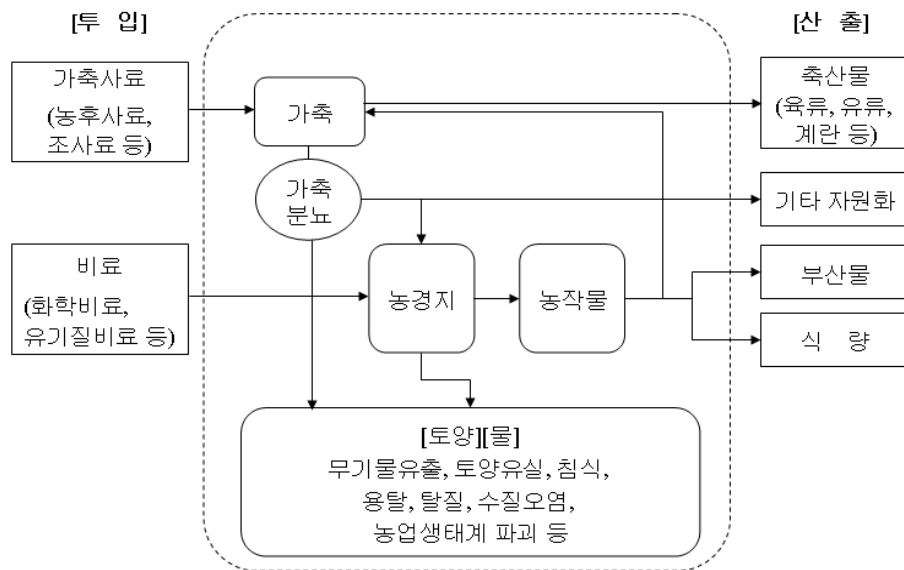 [투 입]
[산 출]
가축사료
(농후사료,
조사료 등)
가축
축산물
(육류, 유류,
계란 등)
가축
분뇨
기타 자원화
비료
(화학비료,
유기질비료 등)
농경지
농작물
부산물
식 량
[토양][물]
무기물유출, 토양유실, 침식,
용탈, 탈질, 수질오염,
농업생태계 파괴 등